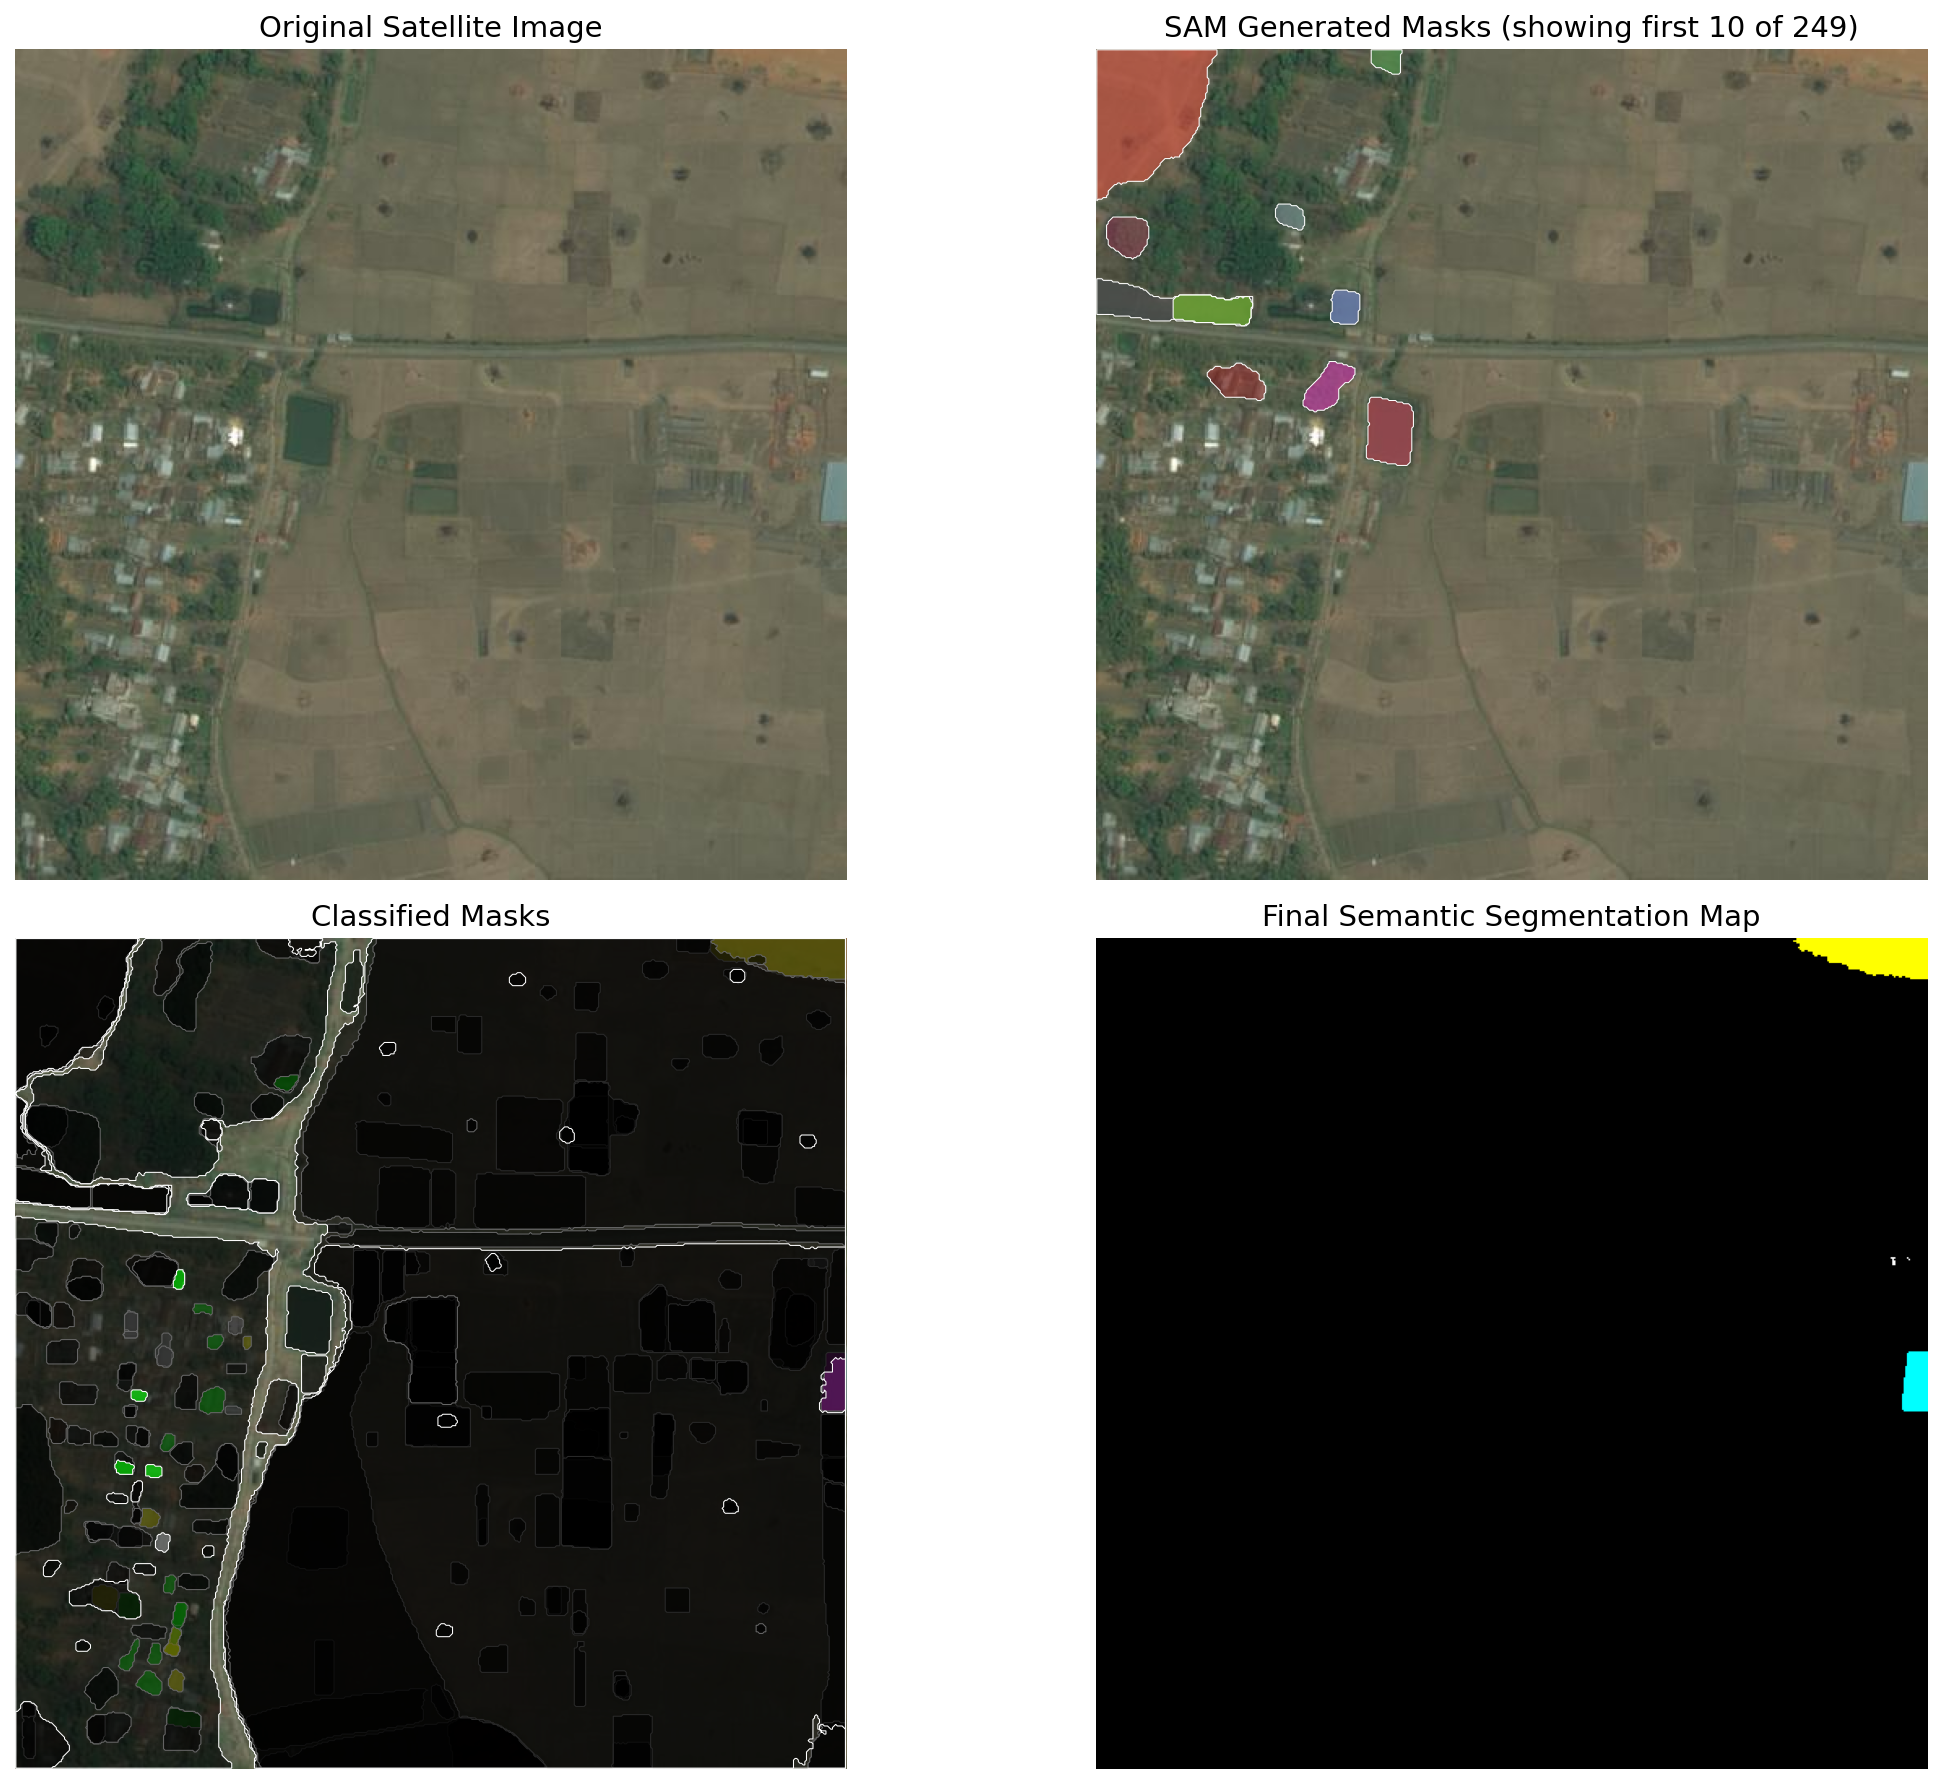 Original Satellite Image
SAM Generated Masks (showing first 10 of 249)
Classified Masks
Final Semantic Segmentation Map